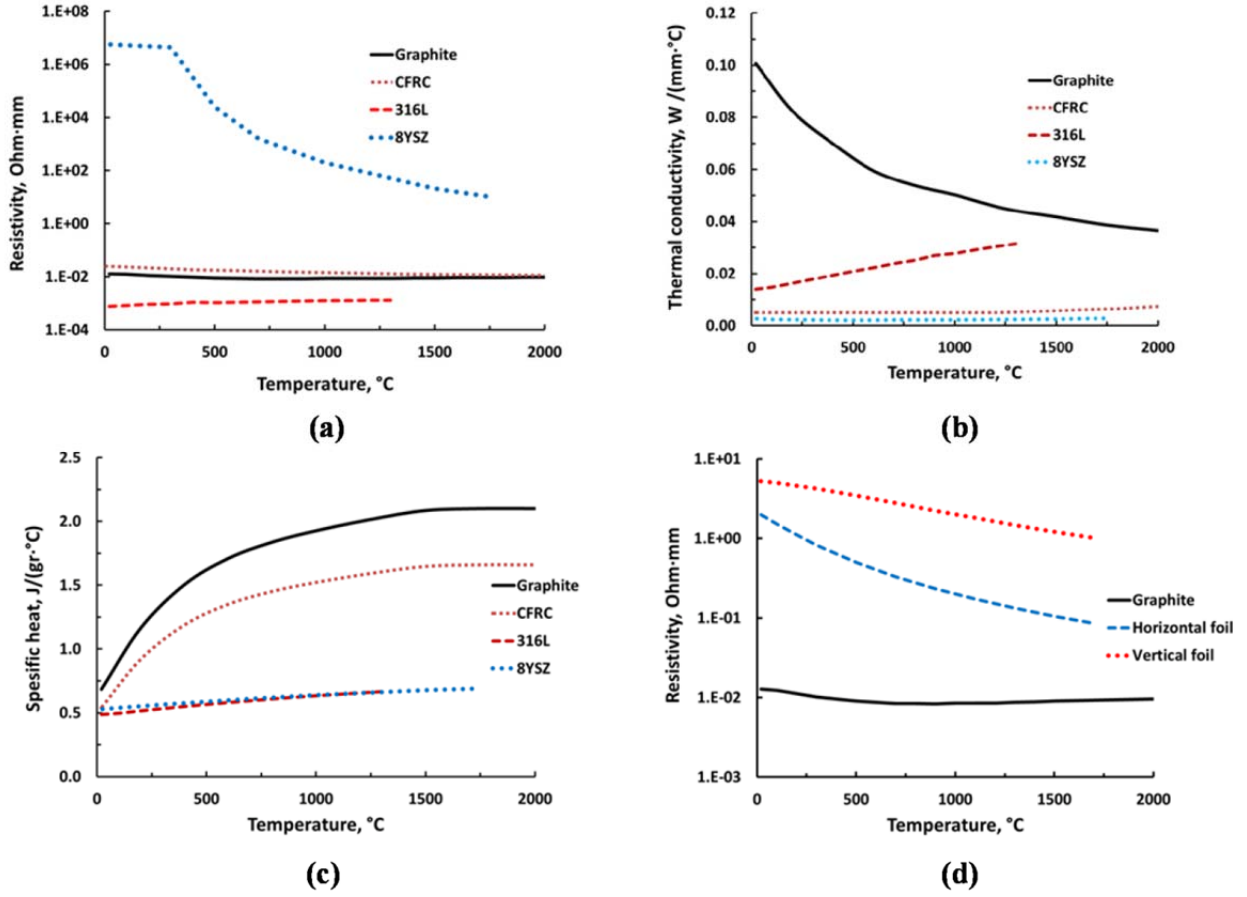 1.E+08
1.E+06
1.E+04
1.E+02
1.E+00
1.E-02
1.E-04
Resistivity, Ohm·mm
Graphite
CFRC
316L
8YSZ
0 500 1000 1500 2000
Temperature, °C
(a)
0.12
0.10
0.08
0.06
0.04
0.02
0.00
Thermal conductivity, W /(mm·°C)
Graphite
CFRC
316L
8YSZ
0 500 1000 1500 2000
Temperature, °C
(b)
2.5
2.0
1.5
1.0
0.5
0.0
Spesific heat, J/(gr·°C)
Graphite
CFRC
316L
8YSZ
0 500 1000 1500 2000
Temperature, °C
(c)
1.E+01
1.E+00
1.E-01
1.E-02
1.E-03
Resistivity, Ohm·mm
Graphite
Horizontal foil
Vertical foil
0 500 1000 1500 2000
Temperature, °C
(d)